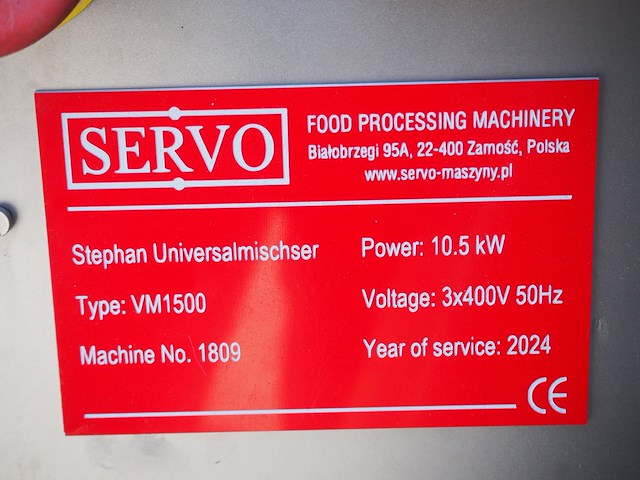 SERVO
FOOD PROCESSING MACHINERY
Białobrzegi 95A, 22-400 Zamość, Polska
www.servo-maszyny.pl
Stephan Universalmischser
Power: 10.5 kW
Type: VM1500
Voltage: 3x400V 50Hz
Machine No. 1809
Year of service: 2024
CE